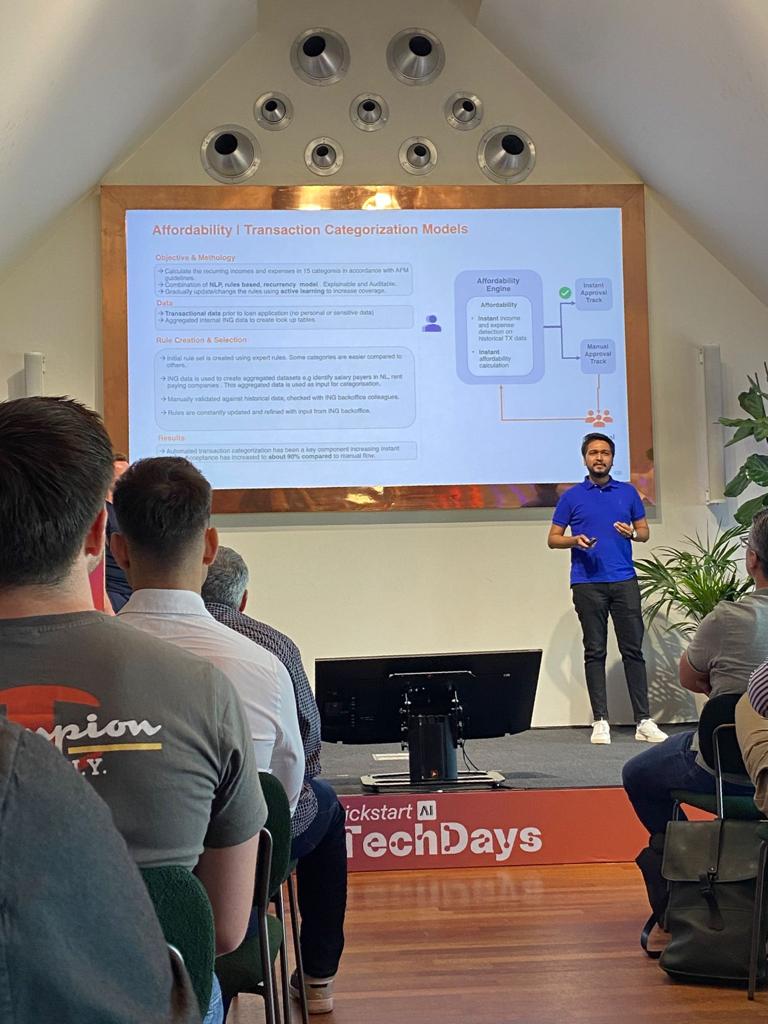 Affordability | Transaction Categorization Models
Objective & Methology
→ Calculate the recurring incomes and expenses in 15 categories in accordance with AFM
guidelines.
→ Combination of NLP, rules based, recurrency model. Explainable and Auditable.
→ Gradually update/change the rules using active learning to increase coverage.
Data
→ Transactional data prior to loan application (no personal or sensitive data)
→ Aggregated internal ING data to create look up tables.
Rule Creation & Selection
→ Initial rule set is created using expert rules. Some categories are easier compared to
others.
→ ING data is used to create aggregated datasets e.g identify salary payers in NL, rent
paying companies. This aggregated data is used as input for categorisation.
→ Manually validated against historical data, checked with ING backoffice colleagues.
→ Rules are constantly updated and refined with input from ING backoffice.
Results
→ Automated transaction categorization has been a key component increasing instant
acceptance has increased to about 90% compared to manual flow.
Affordability
Engine
Affordability
• Instant income
and expense
detection on
historical TX data
• Instant
affordability
calculation
Instant
Approval
Track
Manual
Approval
Track
mpion
N.Y.
ickstart AI
TechDays